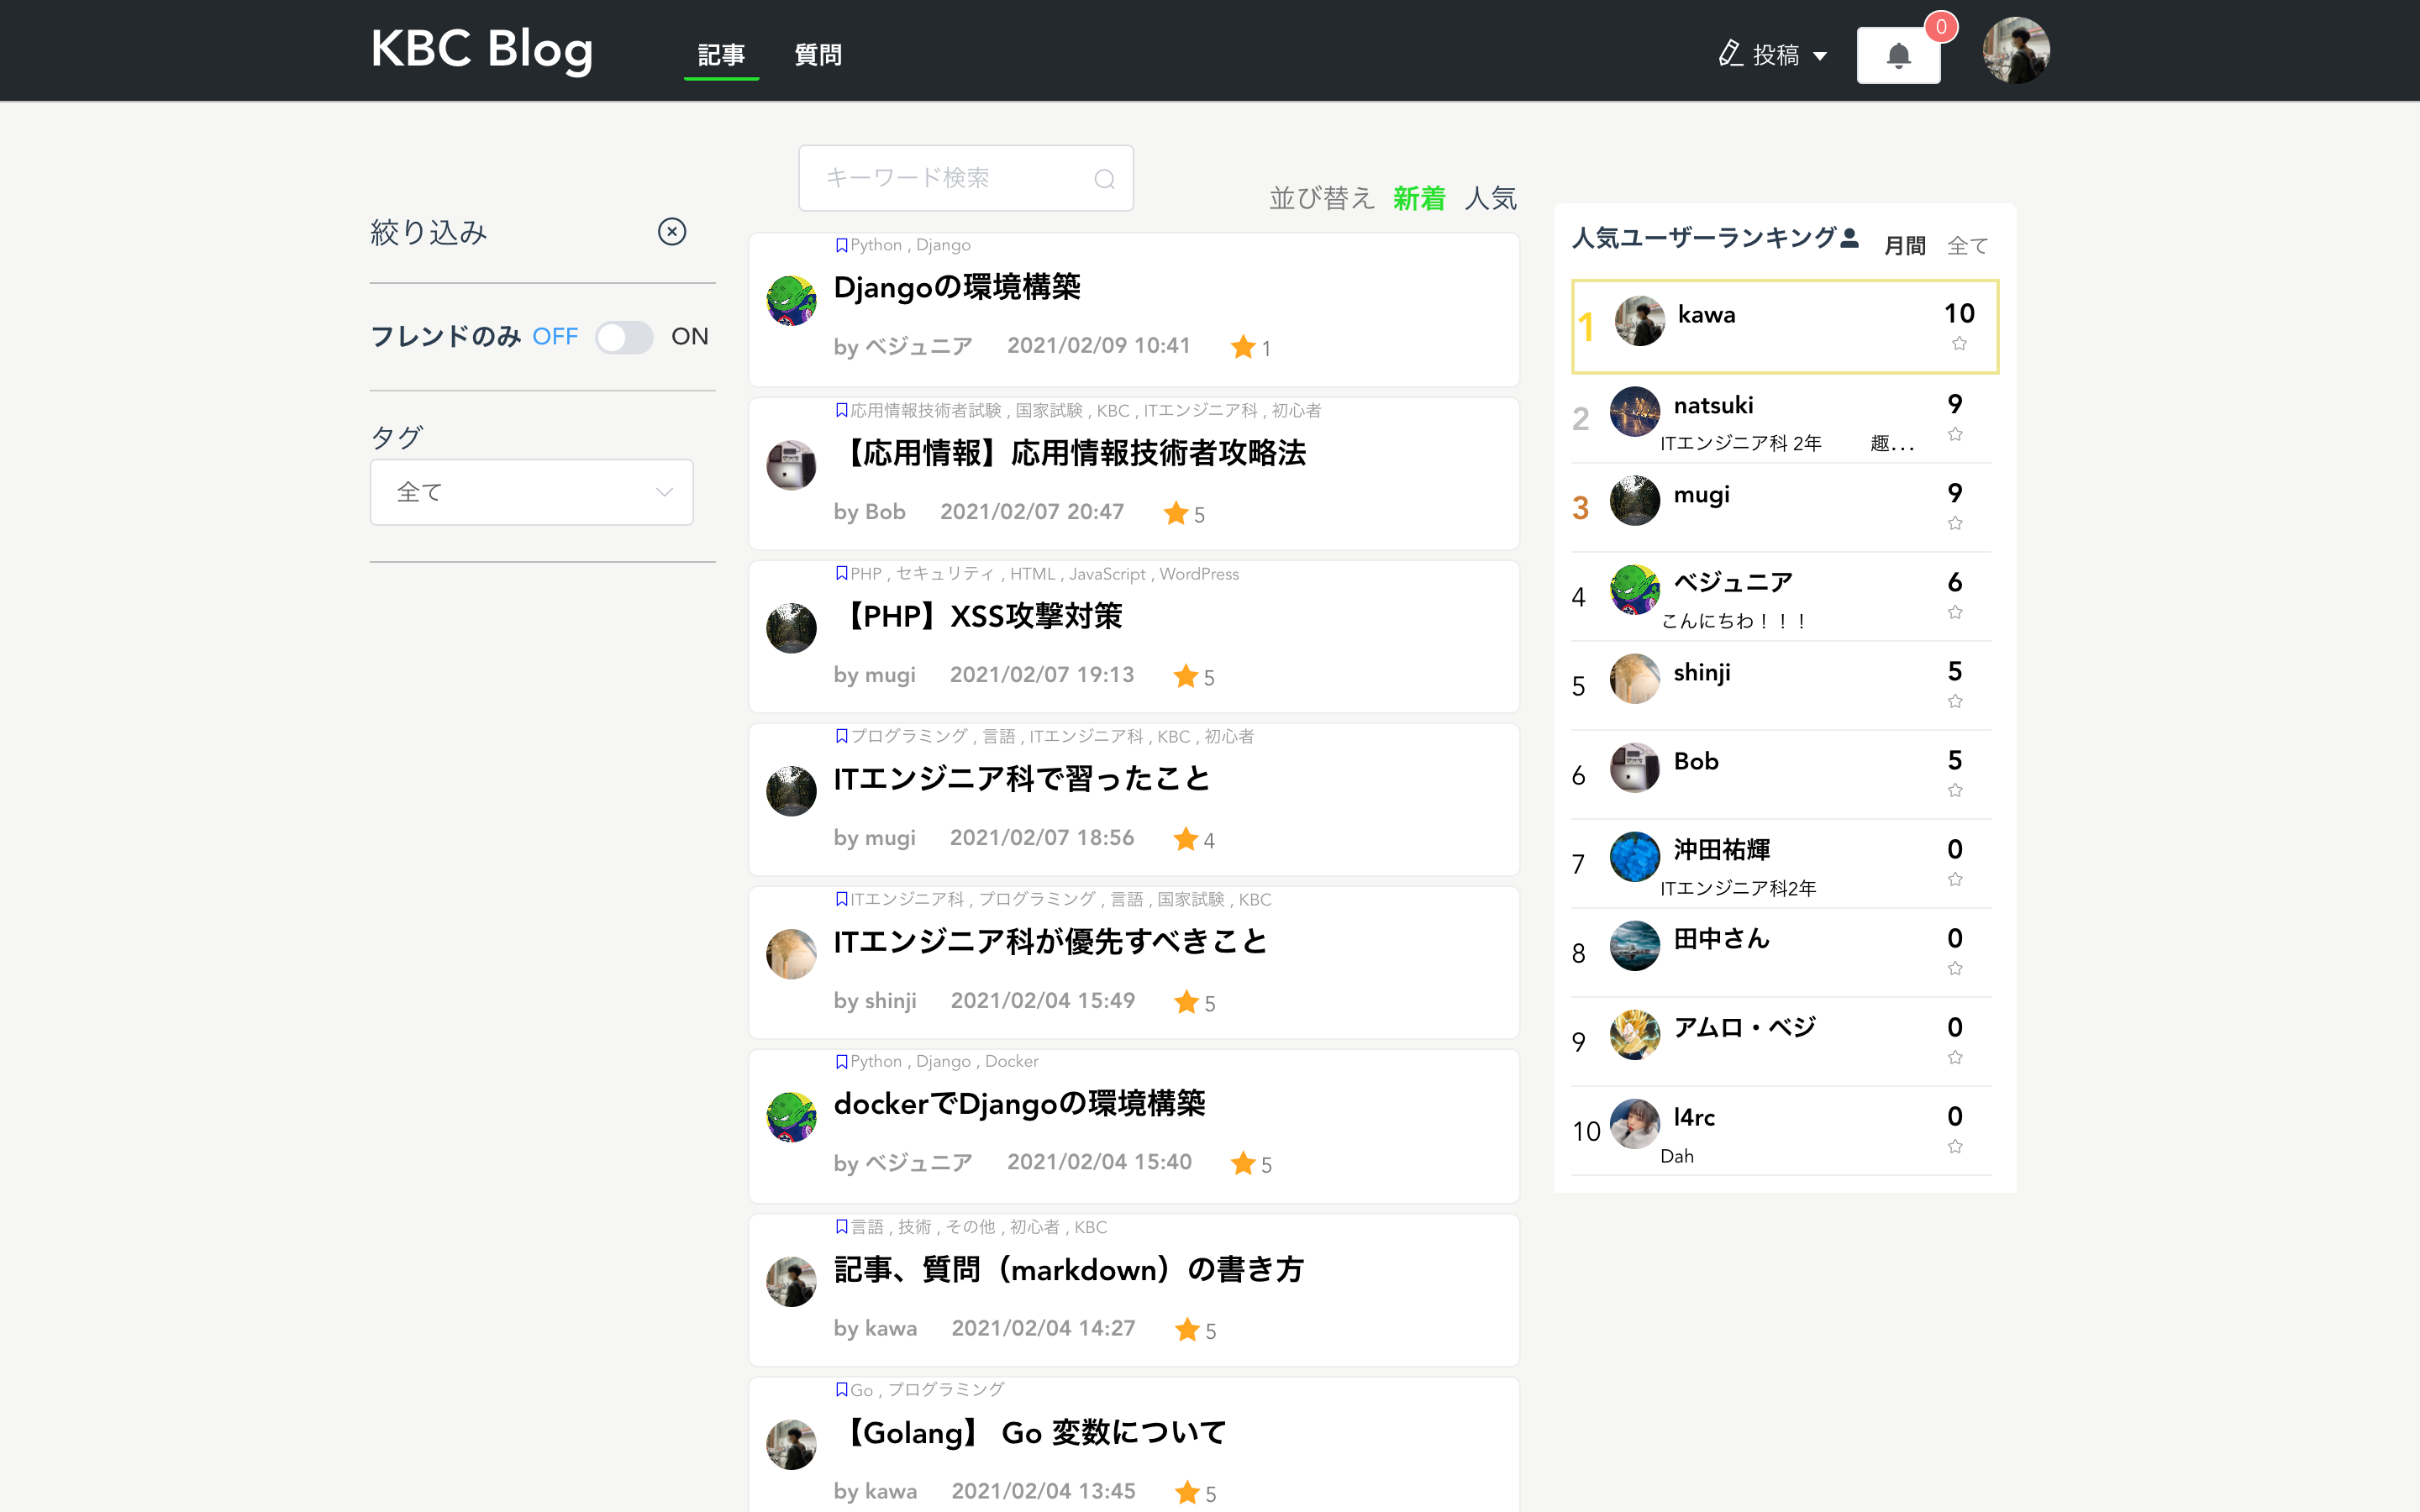 KBC Blog
記事 質問
投稿
0
キーワード検索
並び替え 新着 人気
絞り込み
フレンドのみ OFF ON
タグ
全て
Python , Django
Djangoの環境構築
by ベジュニア 2021/02/09 10:41 1
応用情報技術者試験 , 国家試験 , KBC , ITエンジニア科 , 初心者
【応用情報】応用情報技術者攻略法
by Bob 2021/02/07 20:47 5
PHP , セキュリティ , HTML , JavaScript , WordPress
【PHP】XSS攻撃対策
by mugi 2021/02/07 19:13 5
プログラミング , 言語 , ITエンジニア科 , KBC , 初心者
ITエンジニア科で習ったこと
by mugi 2021/02/07 18:56 4
ITエンジニア科 , プログラミング , 言語 , 国家試験 , KBC
ITエンジニア科が優先すべきこと
by shinji 2021/02/04 15:49 5
Python , Django , Docker
dockerでDjangoの環境構築
by ベジュニア 2021/02/04 15:40 5
言語 , 技術 , その他 , 初心者 , KBC
記事、質問（markdown）の書き方
by kawa 2021/02/04 14:27 5
Go , プログラミング
【Golang】 Go 変数について
by kawa 2021/02/04 13:45 5
人気ユーザーランキング 月間 全て
1 kawa 10
2 natsuki 9
ITエンジニア科 2年 趣...
3 mugi 9
4 ベジュニア 6
こんにちわ！！！
5 shinji 5
6 Bob 5
7 沖田祐輝 0
ITエンジニア科2年
8 田中さん 0
9 アムロ・ベジ 0
10 l4rc 0
Dah